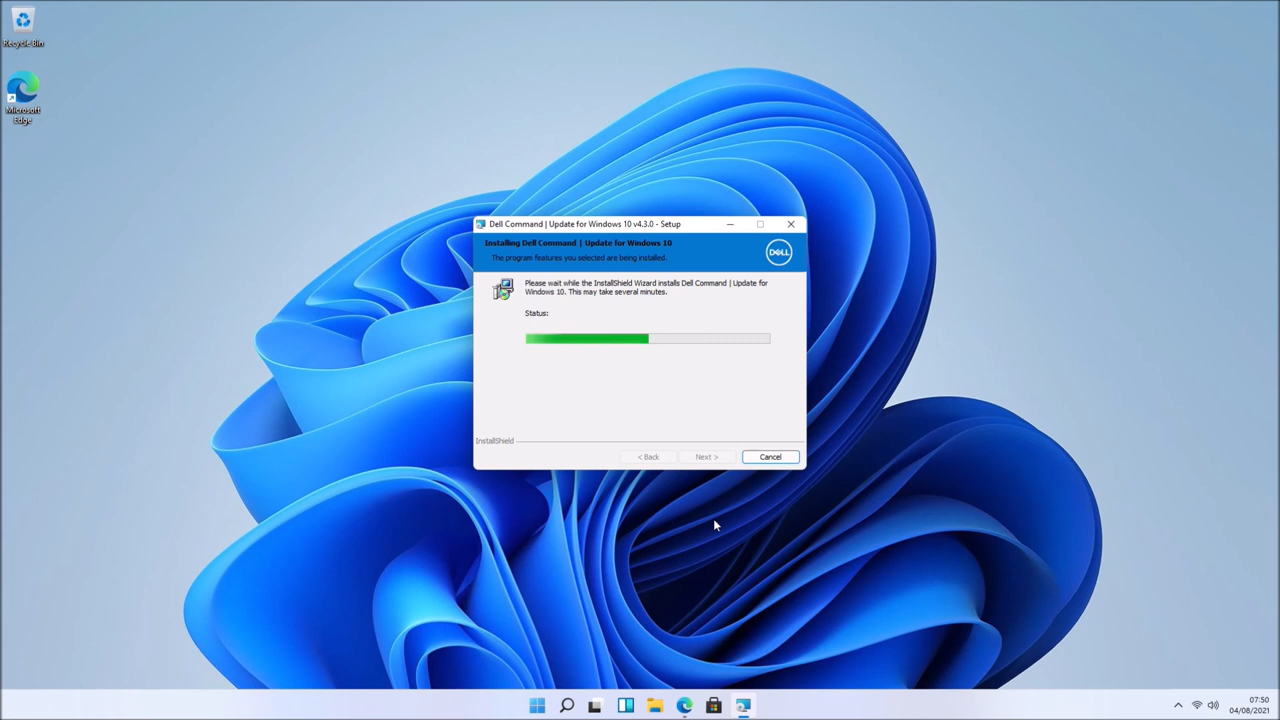 Recycle Bin
Microsoft
Edge
Dell Command | Update for Windows 10 v4.3.0 - Setup
Installing Dell Command | Update for Windows 10
The program features you selected are being installed.
DELL
Please wait while the InstallShield Wizard installs Dell Command | Update for
Windows 10. This may take several minutes.
Status:
InstallShield
< Back
Next >
Cancel
07:50
04/08/2021